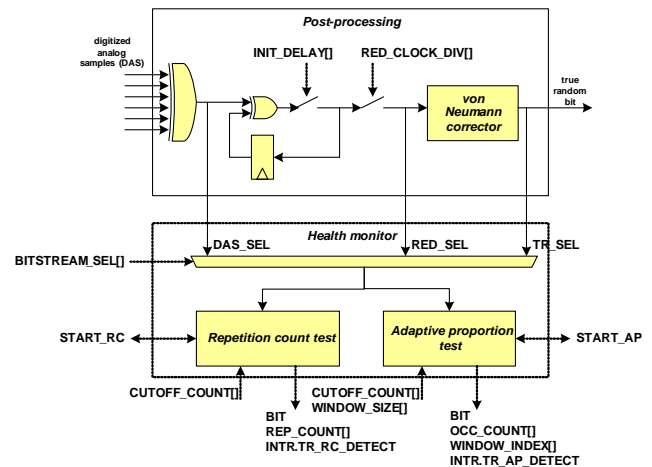 Post-processing
digitized
analog
samples (DAS)
INIT_DELAY[]
RED_CLOCK_DIV[]
von
Neumann
corrector
true
random
bit
Health monitor
DAS_SEL
RED_SEL
TR_SEL
BITSTREAM_SEL[]
START_RC
Repetition count test
Adaptive proportion
test
START_AP
CUTOFF_COUNT[]
CUTOFF_COUNT[]
WINDOW_SIZE[]
BIT
REP_COUNT[]
INTR.TR_RC_DETECT
BIT
OCC_COUNT[]
WINDOW_INDEX[]
INTR.TR_AP_DETECT